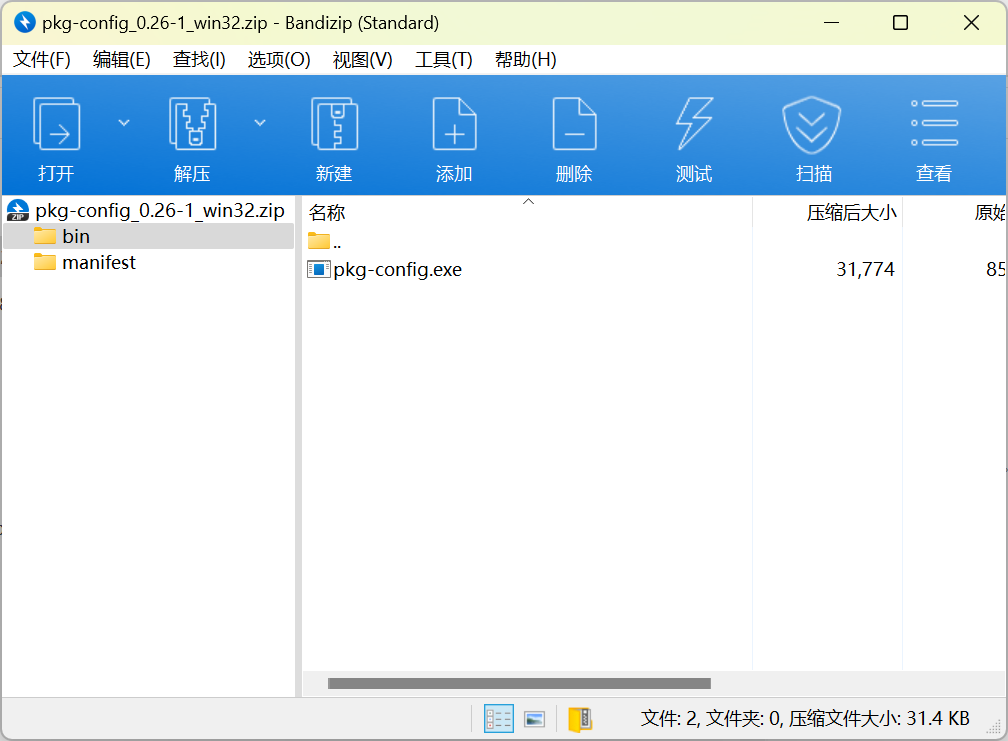 pkg-config_0.26-1_win32.zip - Bandizip (Standard)
文件(F) 编辑(E) 查找(I) 选项(O) 视图(V) 工具(T) 帮助(H)
打开 解压 新建 添加 删除 测试 扫描 查看
pkg-config_0.26-1_win32.zip
bin
manifest
名称 压缩后大小 原始
..
pkg-config.exe 31,774 85
文件: 2, 文件夹: 0, 压缩文件大小: 31.4 KB